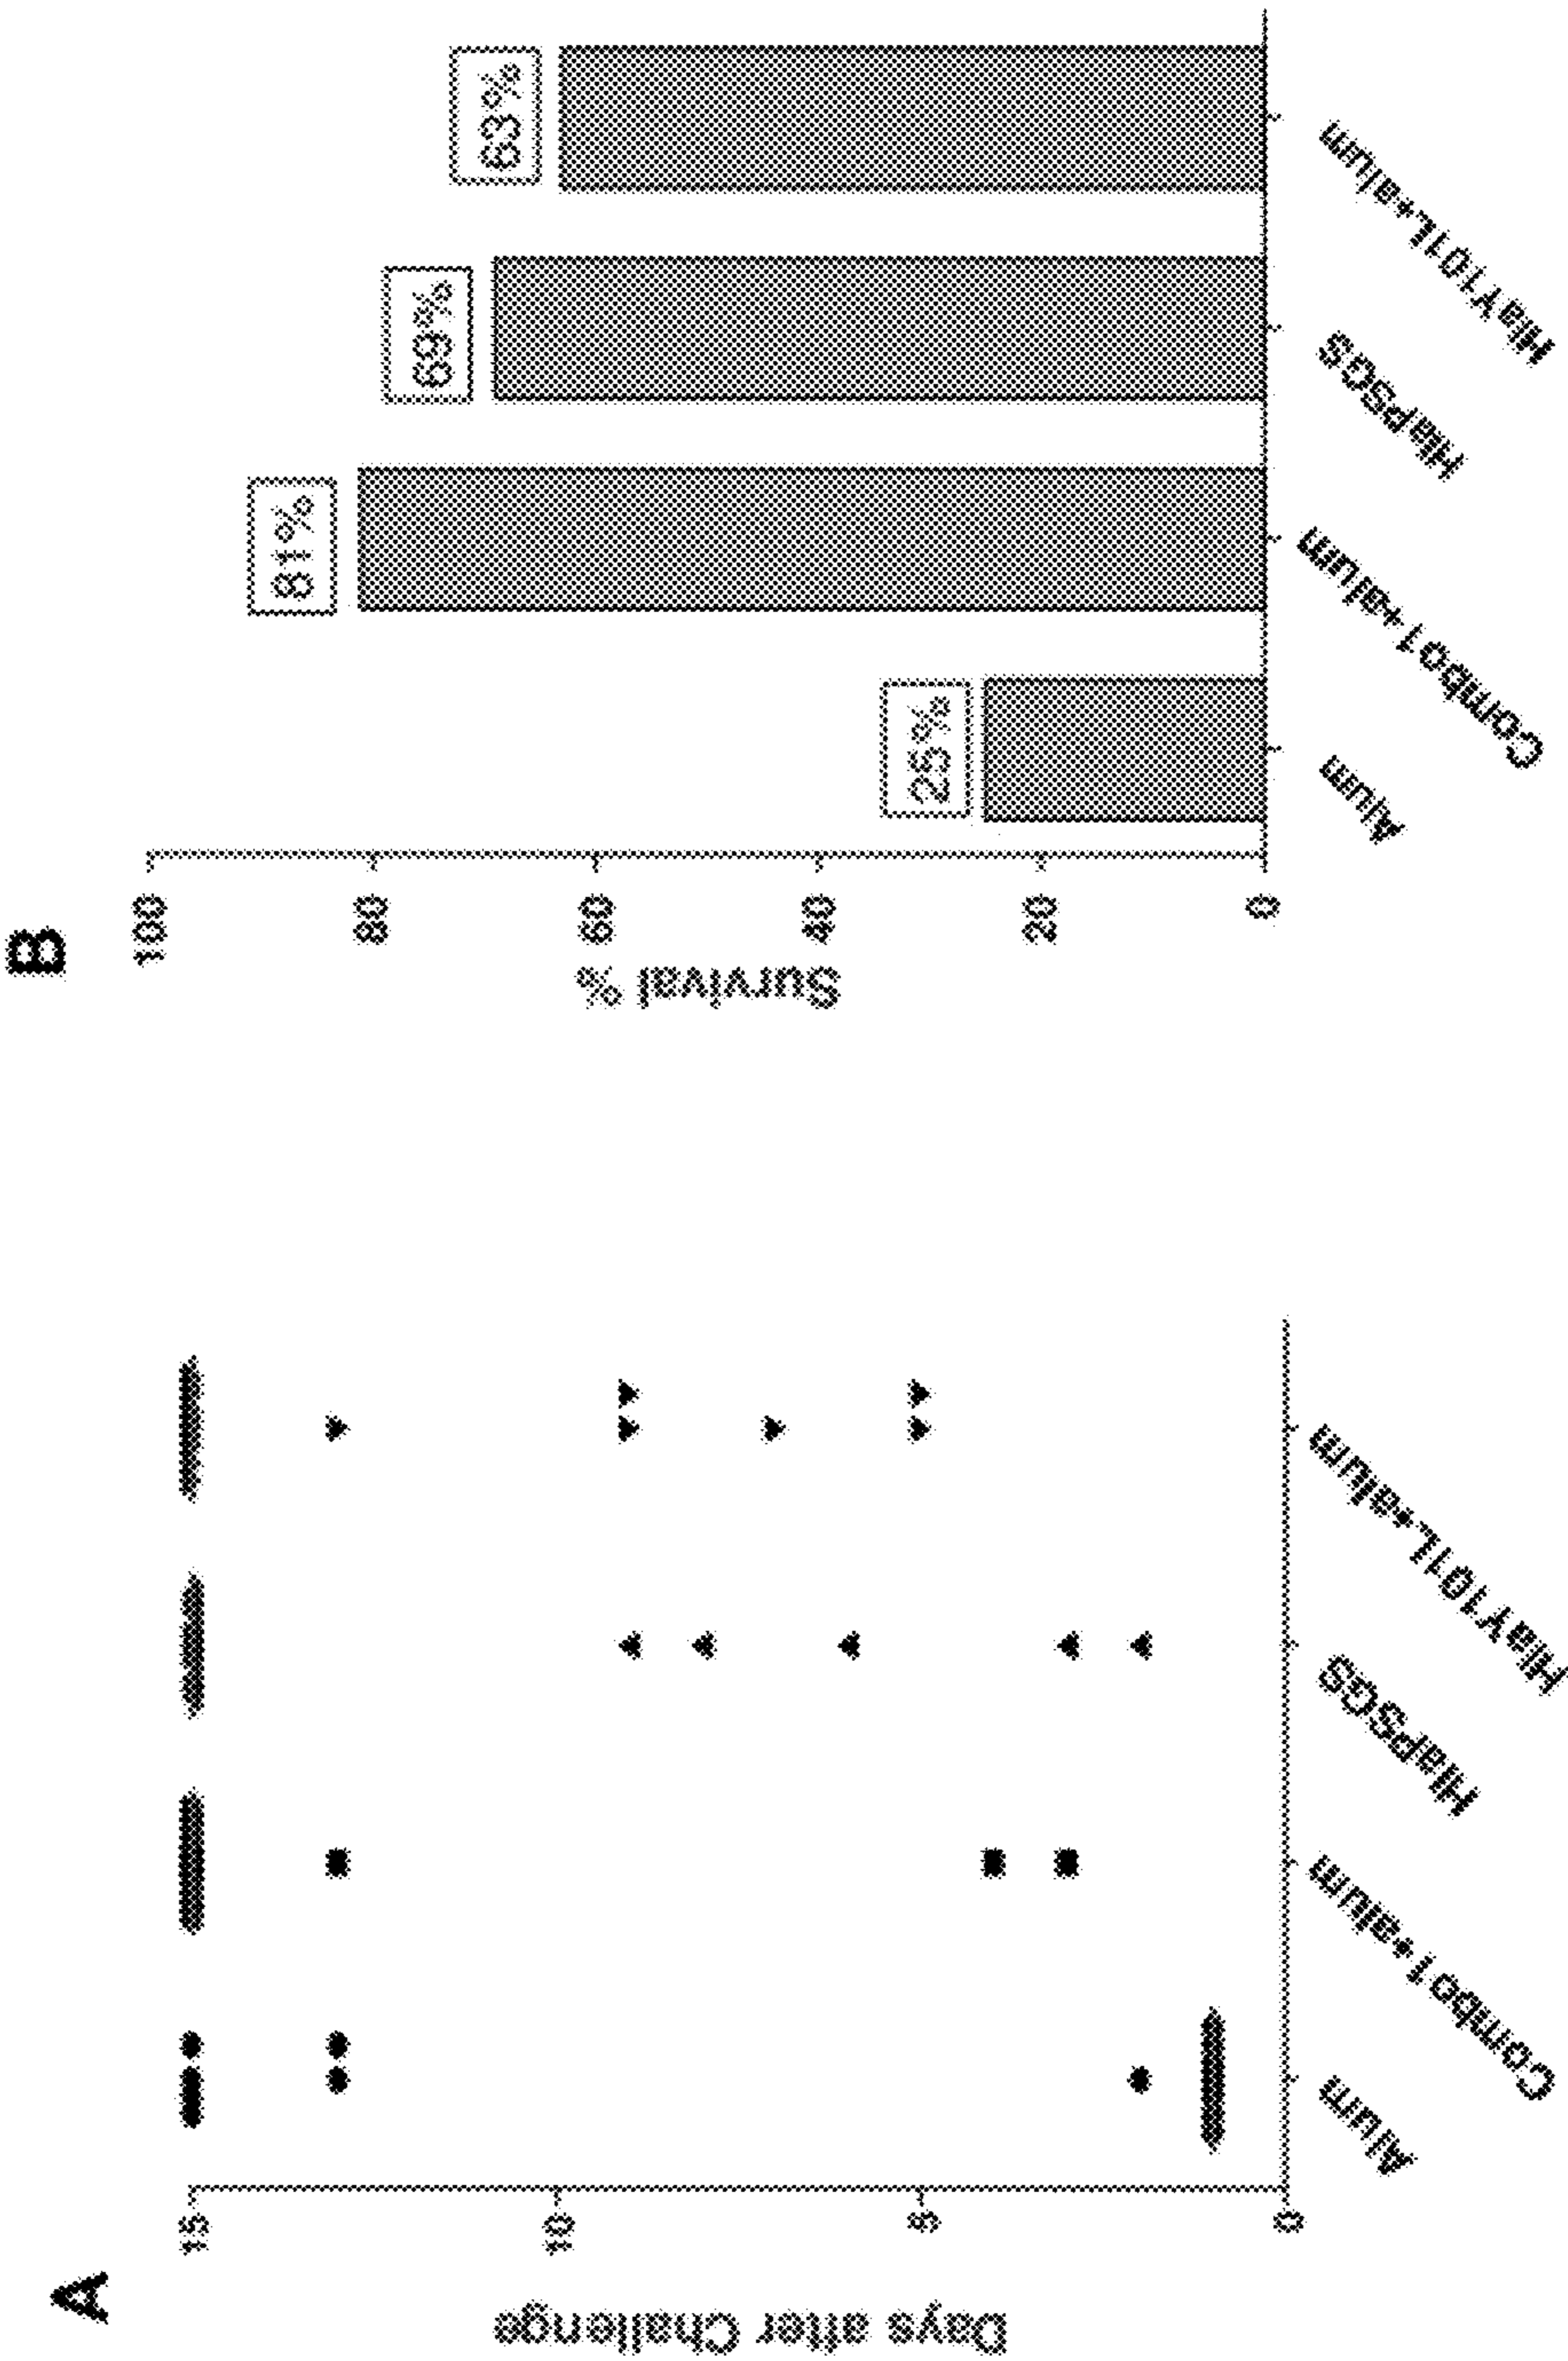 A
Days after Challenge
15
10
5
0
Alum
Combo1+alum
HlaPSGS
HlaY101L+alum
B
Survival %
100
80
60
40
20
0
25%
81%
69%
63%
Alum
Combo1+alum
HlaPSGS
HlaY101L+alum